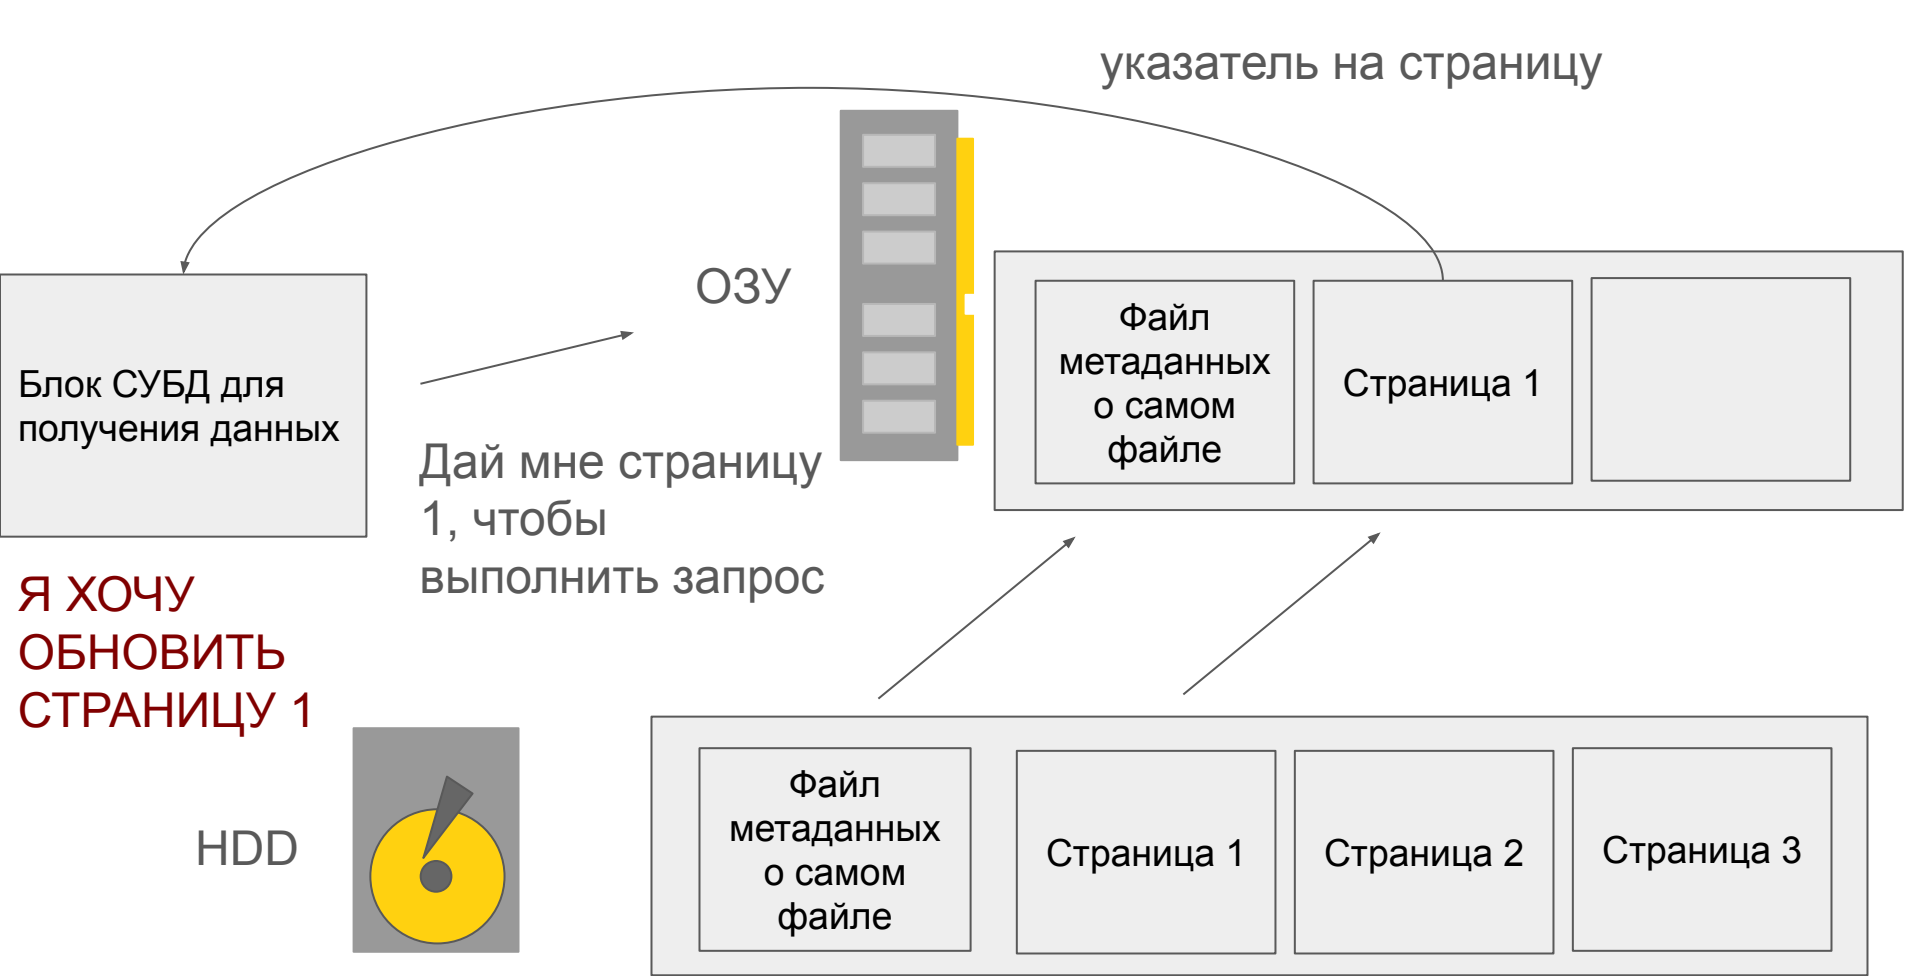 указатель на страницу
ОЗУ
Файл
метаданных
о самом
файле
Страница 1
Блок СУБД для
получения данных
Дай мне страницу
1, чтобы
выполнить запрос
Я ХОЧУ
ОБНОВИТЬ
СТРАНИЦУ 1
HDD
Файл
метаданных
о самом
файле
Страница 1
Страница 2
Страница 3